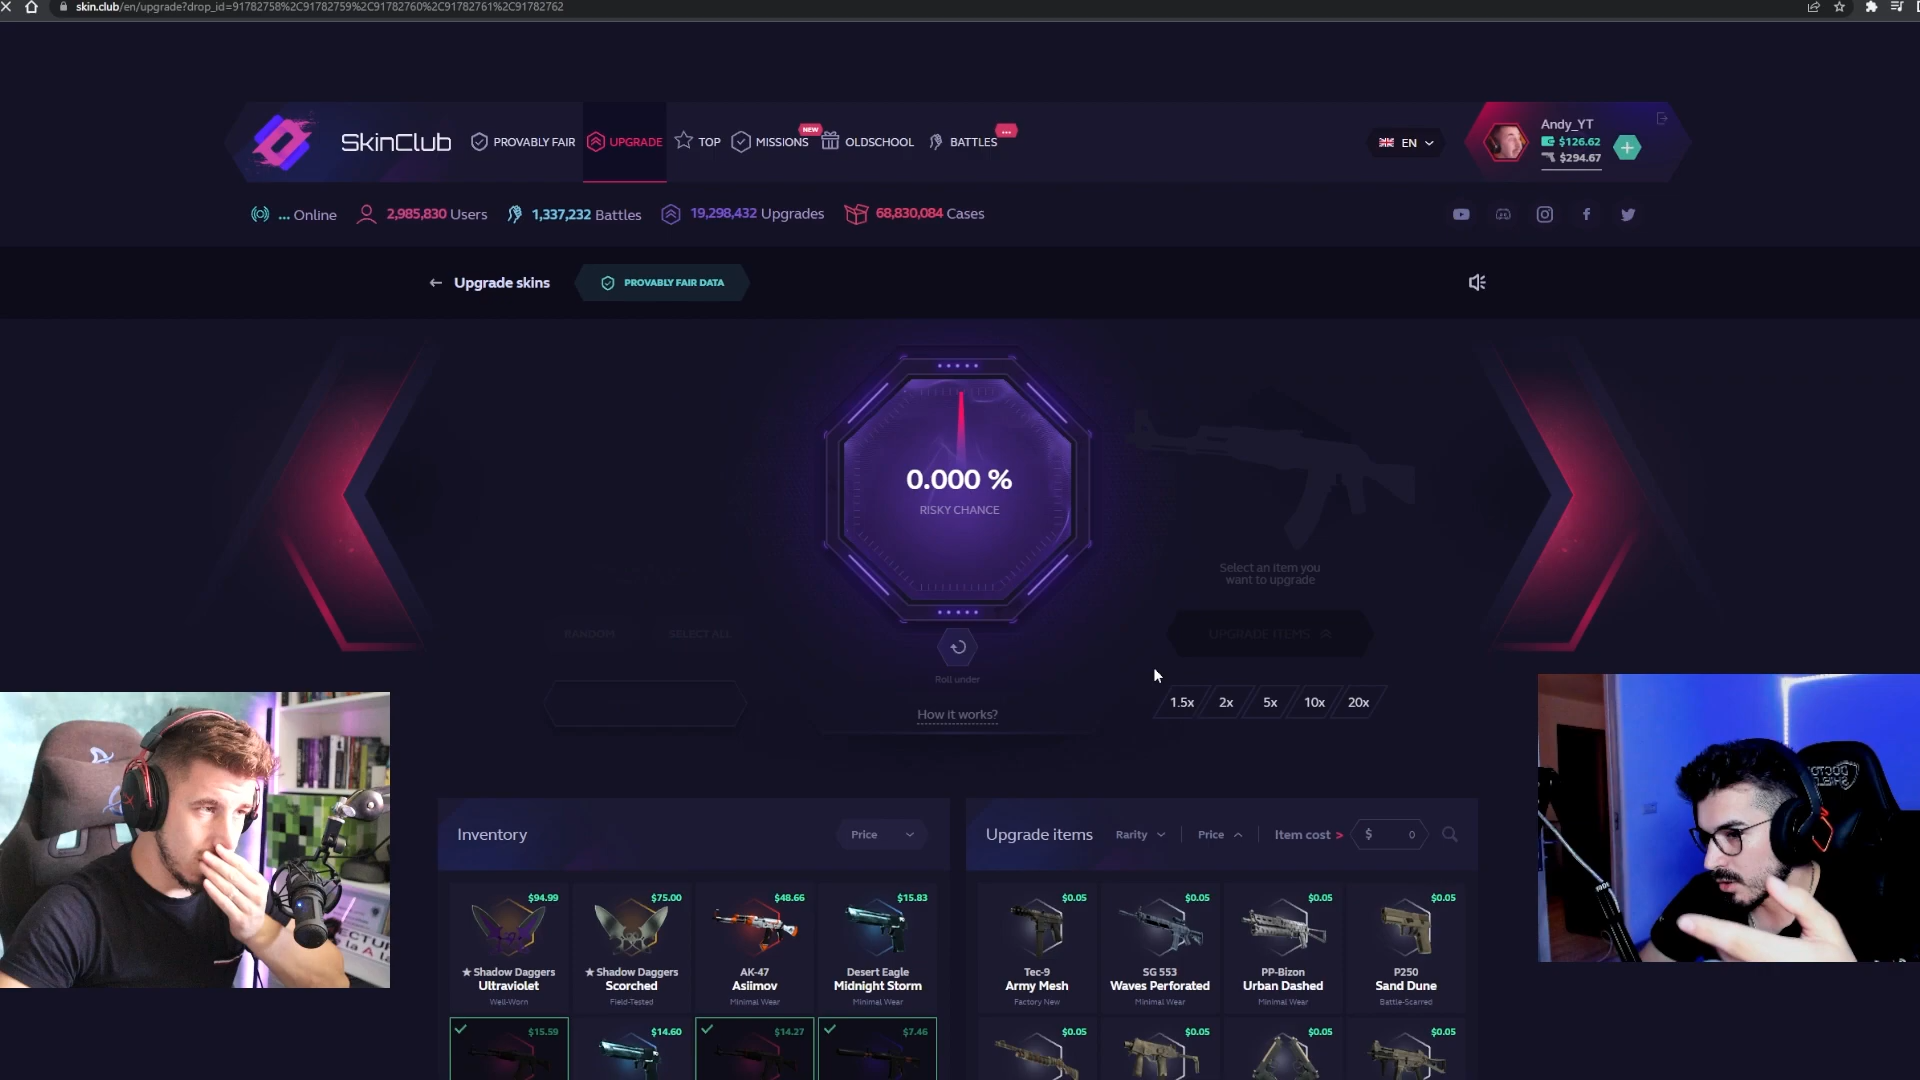 skin.club/en/upgrade?drop_id=91782758%2C91782759%2C91782760%2C91782761%2C91782762
SkinClub
PROVABLY FAIR
UPGRADE
TOP
MISSIONS
NEW
OLDSCHOOL
BATTLES
...
EN
Andy_YT
$126.62
$294.67
... Online
2,985,830 Users
1,337,232 Battles
19,298,432 Upgrades
68,830,084 Cases
Upgrade skins
PROVABLY FAIR DATA
0.000 %
RISKY CHANCE
Select an item you
want to upgrade
RANDOM
SELECT ALL
UPGRADE ITEMS
Roll under
How it works?
1.5x
2x
5x
10x
20x
Inventory
Price
Upgrade items
Rarity
Price
Item cost >
$ 0
$94.99
★ Shadow Daggers
Ultraviolet
Well-Worn
$75.00
★ Shadow Daggers
Scorched
Field-Tested
$48.66
AK-47
Asiimov
Minimal Wear
$15.83
Desert Eagle
Midnight Storm
Minimal Wear
$0.05
Tec-9
Army Mesh
Factory New
$0.05
SG 553
Waves Perforated
Minimal Wear
$0.05
PP-Bizon
Urban Dashed
Minimal Wear
$0.05
P250
Sand Dune
Battle-Scarred
$15.59
$14.60
$14.27
$7.46
$0.05
$0.05
$0.05
$0.05